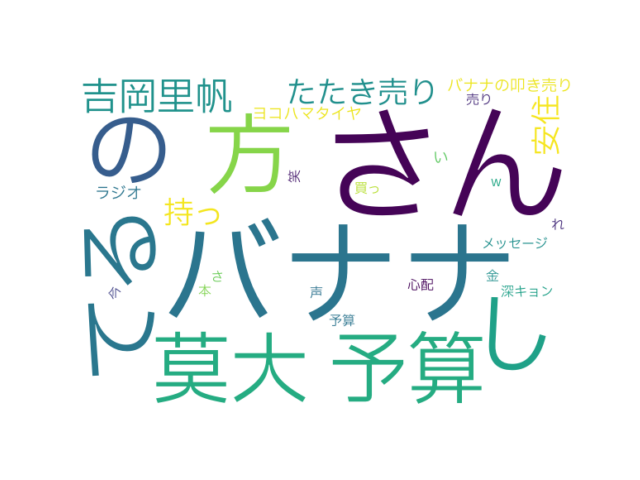 吉岡里帆
たたき売り
バナナの叩き売り
売り
ヨコハマタイヤ
安住
の
方
さん
い
笑
ラジオ
買っ
w
持っ
れ
てる
バナナ
メッセージ
さ
金
心配
今
本
声
深キョン
予算
し
莫大
予算